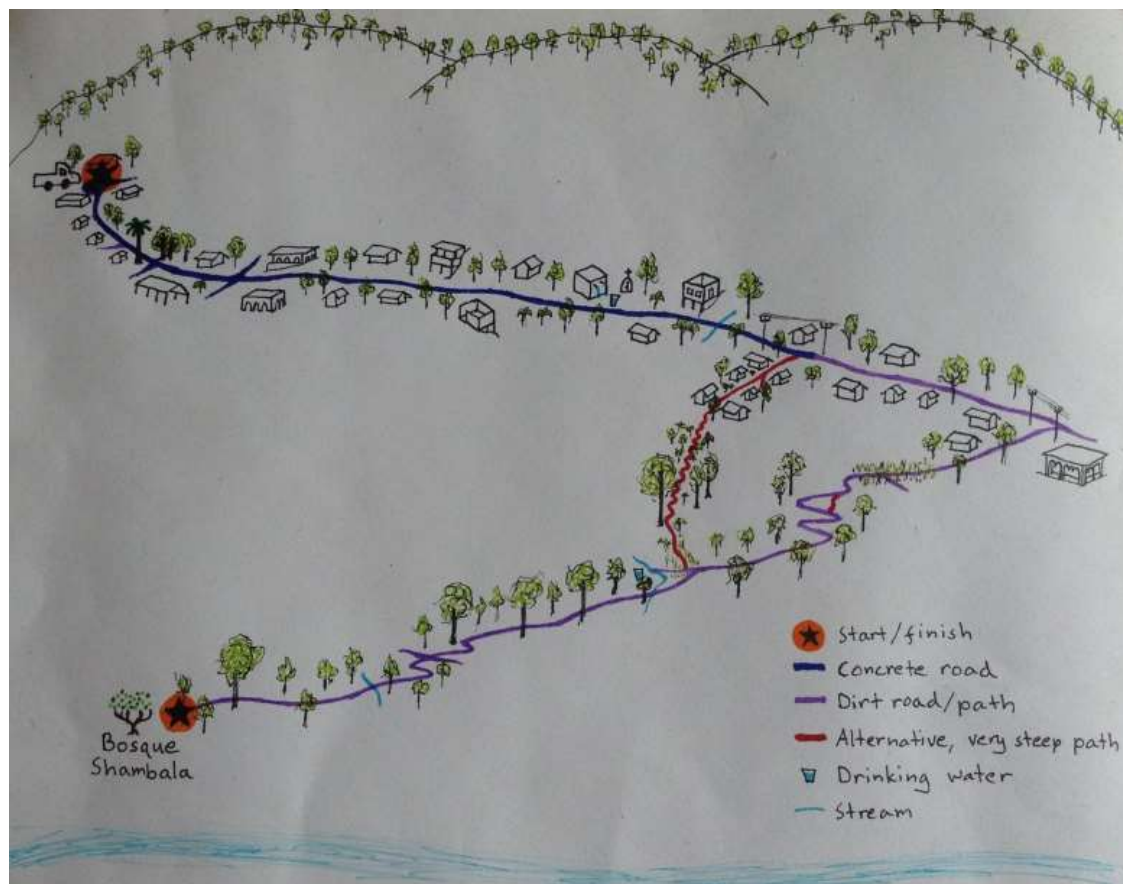 Start/finish
Concrete road
Dirt road/path
Alternative, very steep path
Drinking water
Stream
Bosque
Shambala